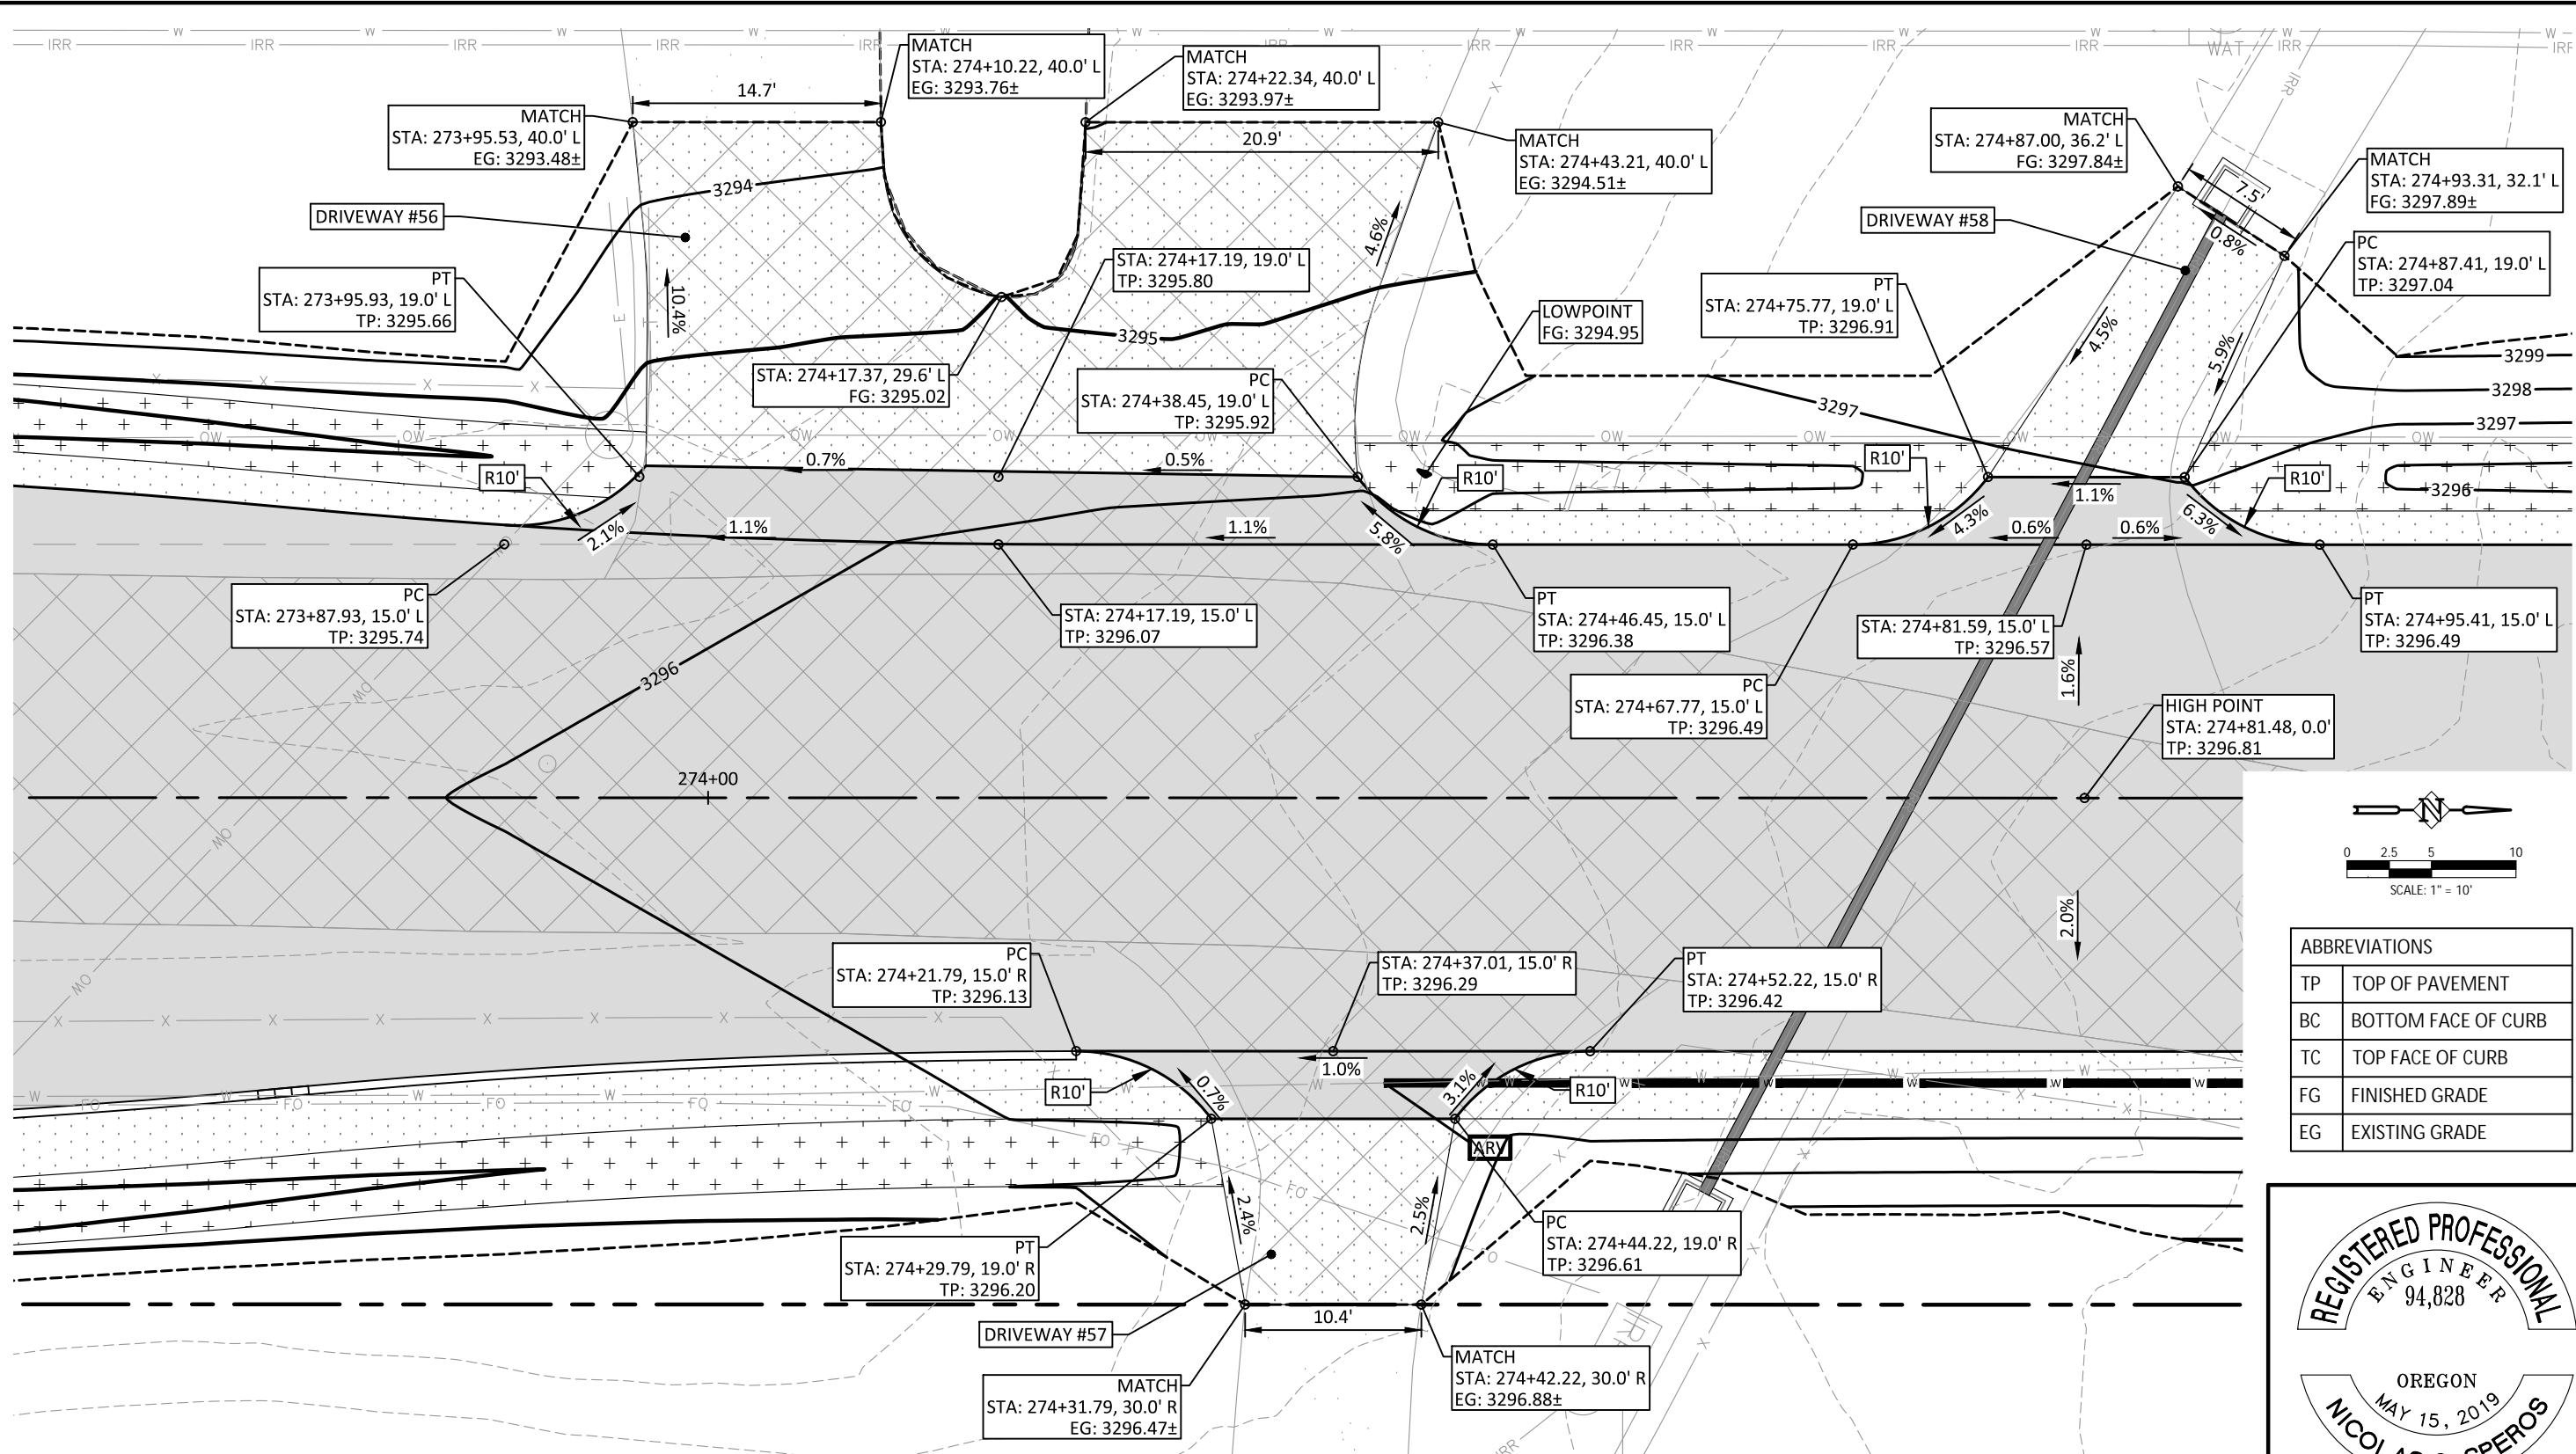 MATCH
STA: 274+10.22, 40.0' L
EG: 3293.76±
MATCH
STA: 274+22.34, 40.0' L
EG: 3293.97±
14.7'
MATCH
STA: 273+95.53, 40.0' L
EG: 3293.48±
20.9'
MATCH
STA: 274+43.21, 40.0' L
EG: 3294.51±
MATCH
STA: 274+87.00, 36.2' L
FG: 3297.84±
MATCH
STA: 274+93.31, 32.1' L
FG: 3297.89±
7.5'
0.8%
WAT
IRR
3294
DRIVEWAY #56
DRIVEWAY #58
4.6%
10.4%
PT
STA: 273+95.93, 19.0' L
TP: 3295.66
STA: 274+17.19, 19.0' L
TP: 3295.80
PC
STA: 274+87.41, 19.0' L
TP: 3297.04
PT
STA: 274+75.77, 19.0' L
TP: 3296.91
LOWPOINT
FG: 3294.95
3295
4.5%
5.9%
3299
3298
3297
3297
3296
STA: 274+17.37, 29.6' L
FG: 3295.02
PC
STA: 274+38.45, 19.0' L
TP: 3295.92
0.7%
0.5%
R10'
R10'
R10'
R10'
2.1%
1.1%
1.1%
5.8%
4.3%
0.6%
0.6%
1.1%
6.3%
PC
STA: 273+87.93, 15.0' L
TP: 3295.74
STA: 274+17.19, 15.0' L
TP: 3296.07
PT
STA: 274+46.45, 15.0' L
TP: 3296.38
STA: 274+81.59, 15.0' L
TP: 3296.57
PT
STA: 274+95.41, 15.0' L
TP: 3296.49
3296
1.6%
PC
STA: 274+67.77, 15.0' L
TP: 3296.49
HIGH POINT
STA: 274+81.48, 0.0'
TP: 3296.81
274+00
N
0 2.5 5 10
SCALE: 1" = 10'
2.0%
ABBREVIATIONS
TP TOP OF PAVEMENT
BC BOTTOM FACE OF CURB
TC TOP FACE OF CURB
FG FINISHED GRADE
EG EXISTING GRADE
PC
STA: 274+21.79, 15.0' R
TP: 3296.13
STA: 274+37.01, 15.0' R
TP: 3296.29
PT
STA: 274+52.22, 15.0' R
TP: 3296.42
1.0%
R10'
0.7%
3.1%
R10'
ARV
2.4%
2.5%
PT
STA: 274+29.79, 19.0' R
TP: 3296.20
PC
STA: 274+44.22, 19.0' R
TP: 3296.61
10.4'
DRIVEWAY #57
MATCH
STA: 274+31.79, 30.0' R
EG: 3296.47±
MATCH
STA: 274+42.22, 30.0' R
EG: 3296.88±
REGISTERED PROFESSIONAL
ENGINEER
94,828
OREGON
MAY 15, 2019